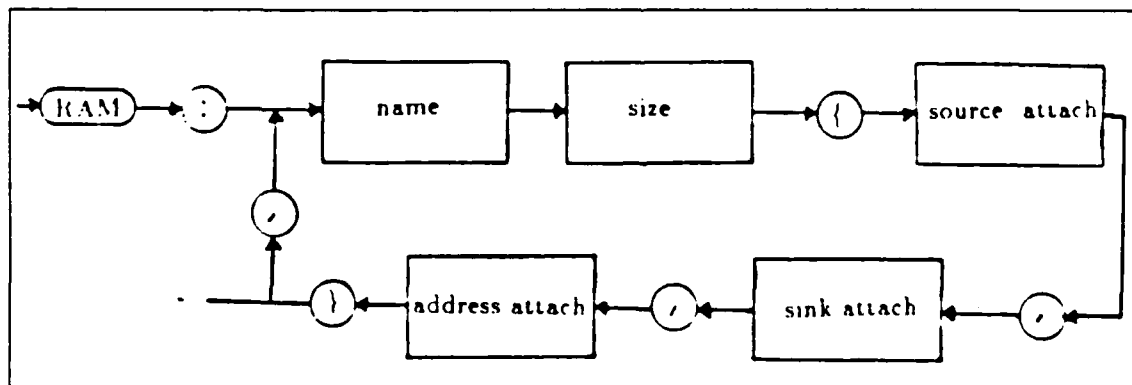 RAM : name size { source attach
,
} address attach , sink attach ,